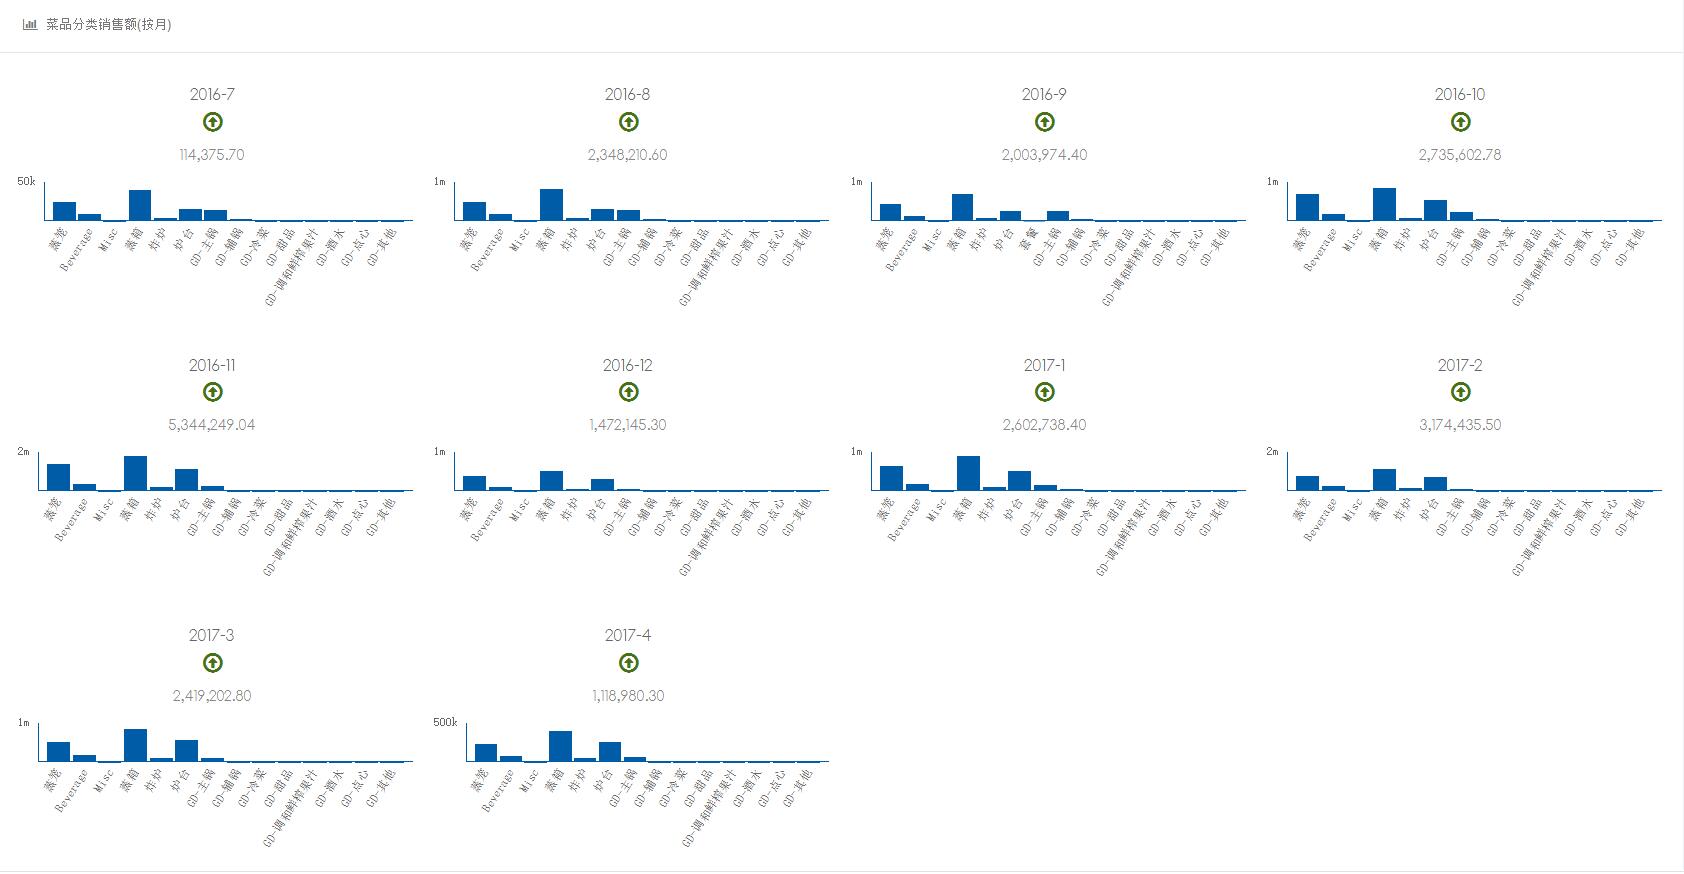 菜品分类销售额(按月)
2016-7
114,375.70
50k
蒸笼
Beverage
Misc
蒸箱
炸炉
炉台
GD-主锅
GD-辅锅
GD-冷菜
GD-甜品
GD-调和鲜榨果汁
GD-酒水
GD-点心
GD-其他
2016-8
2,348,210.60
1m
蒸笼
Beverage
Misc
蒸箱
炸炉
炉台
GD-主锅
GD-辅锅
GD-冷菜
GD-甜品
GD-调和鲜榨果汁
GD-酒水
GD-点心
GD-其他
2016-9
2,003,974.40
1m
蒸笼
Beverage
Misc
蒸箱
炸炉
炉台
套餐
GD-主锅
GD-辅锅
GD-冷菜
GD-甜品
GD-调和鲜榨果汁
GD-酒水
GD-点心
GD-其他
2016-10
2,735,602.78
1m
蒸笼
Beverage
Misc
蒸箱
炸炉
炉台
GD-主锅
GD-辅锅
GD-冷菜
GD-甜品
GD-调和鲜榨果汁
GD-酒水
GD-点心
GD-其他
2016-11
5,344,249.04
2m
蒸笼
Beverage
Misc
蒸箱
炸炉
炉台
GD-主锅
GD-辅锅
GD-冷菜
GD-甜品
GD-调和鲜榨果汁
GD-酒水
GD-点心
GD-其他
2016-12
1,472,145.30
1m
蒸笼
Beverage
Misc
蒸箱
炸炉
炉台
GD-主锅
GD-辅锅
GD-冷菜
GD-甜品
GD-调和鲜榨果汁
GD-酒水
GD-点心
GD-其他
2017-1
2,602,738.40
1m
蒸笼
Beverage
Misc
蒸箱
炸炉
炉台
GD-主锅
GD-辅锅
GD-冷菜
GD-甜品
GD-调和鲜榨果汁
GD-酒水
GD-点心
GD-其他
2017-2
3,174,435.50
2m
蒸笼
Beverage
Misc
蒸箱
炸炉
炉台
GD-主锅
GD-辅锅
GD-冷菜
GD-甜品
GD-调和鲜榨果汁
GD-酒水
GD-点心
GD-其他
2017-3
2,419,202.80
1m
蒸笼
Beverage
Misc
蒸箱
炸炉
炉台
GD-主锅
GD-辅锅
GD-冷菜
GD-甜品
GD-调和鲜榨果汁
GD-酒水
GD-点心
GD-其他
2017-4
1,118,980.30
500k
蒸笼
Beverage
Misc
蒸箱
炸炉
炉台
GD-主锅
GD-辅锅
GD-冷菜
GD-甜品
GD-调和鲜榨果汁
GD-酒水
GD-点心
GD-其他